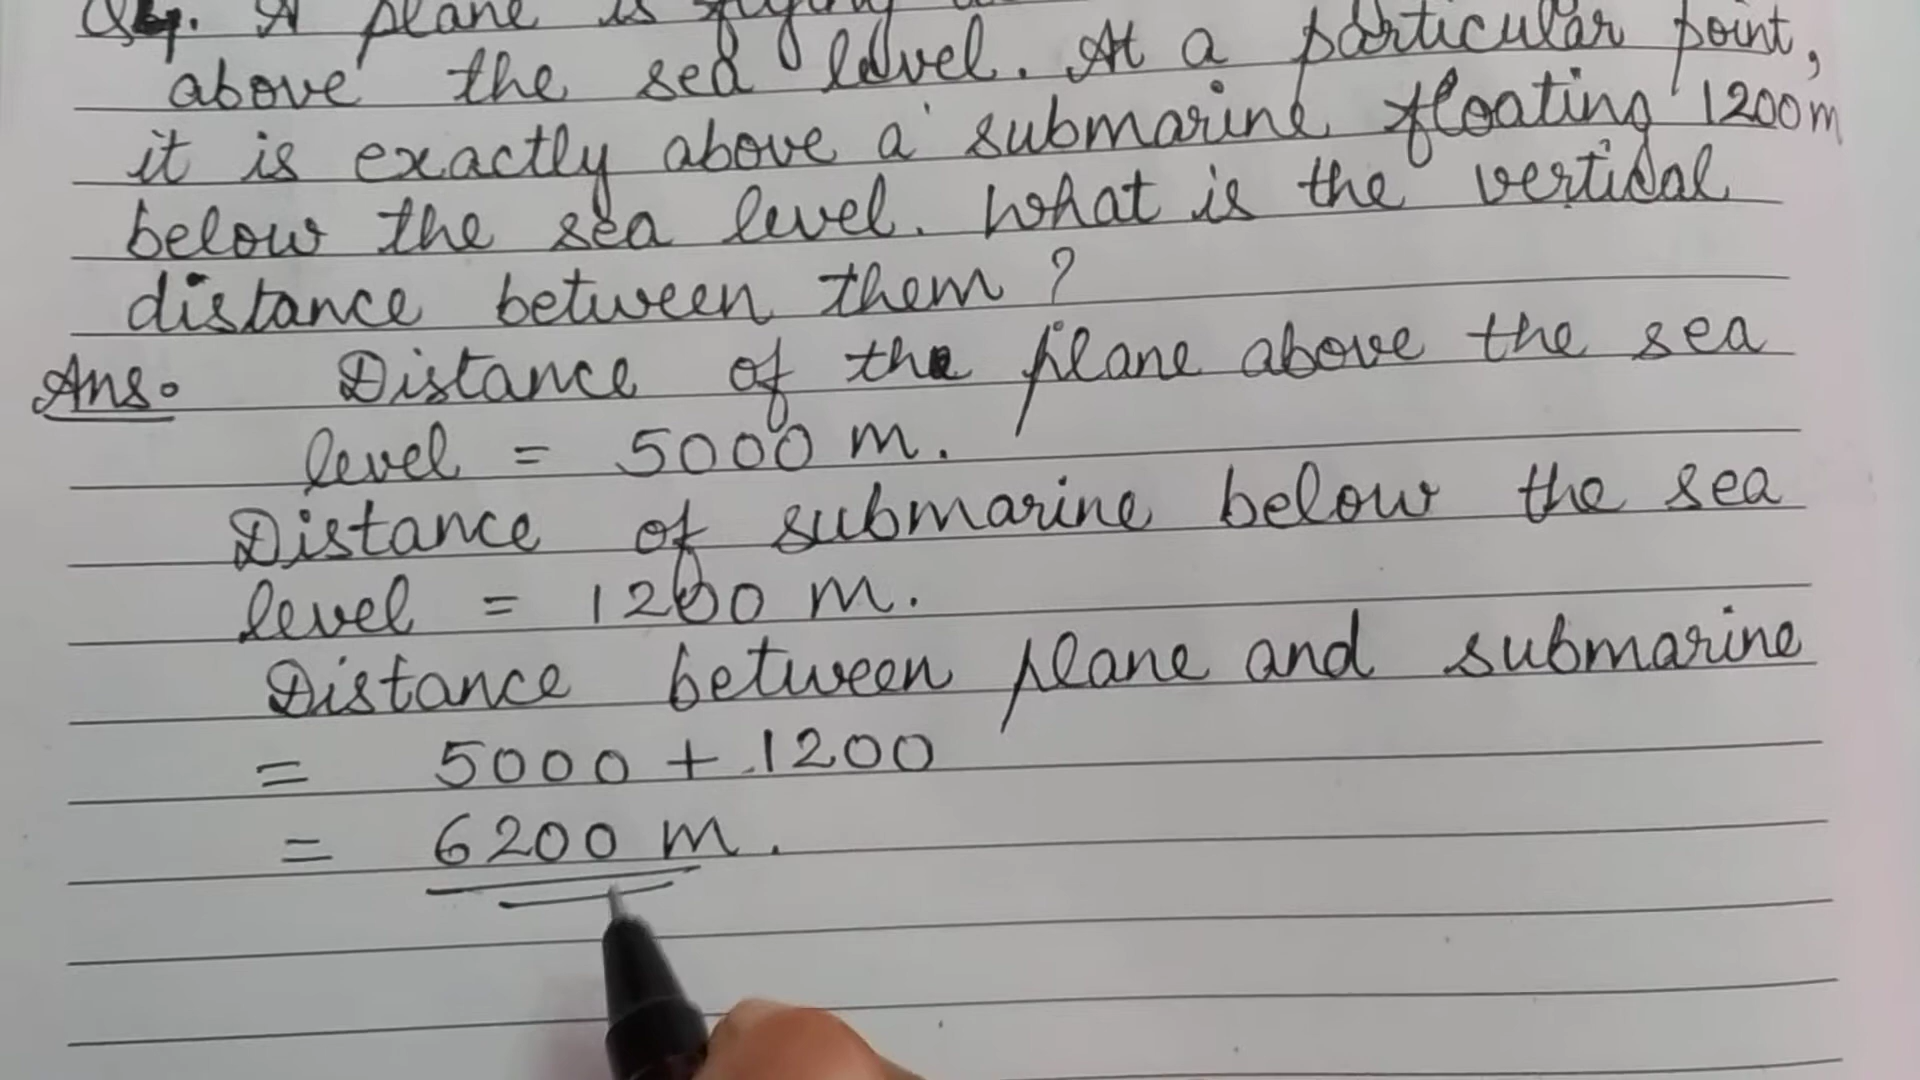 Q4. A plane is flying
above the sea level. At a particular point,
it is exactly above a submarine floating 1200m
below the sea level. What is the vertical
distance between them ?
Ans. Distance of the plane above the sea
level = 5000 m.
Distance of submarine below the sea
level = 1200 m.
Distance between plane and submarine
= 5000 + 1200
= 6200 m.